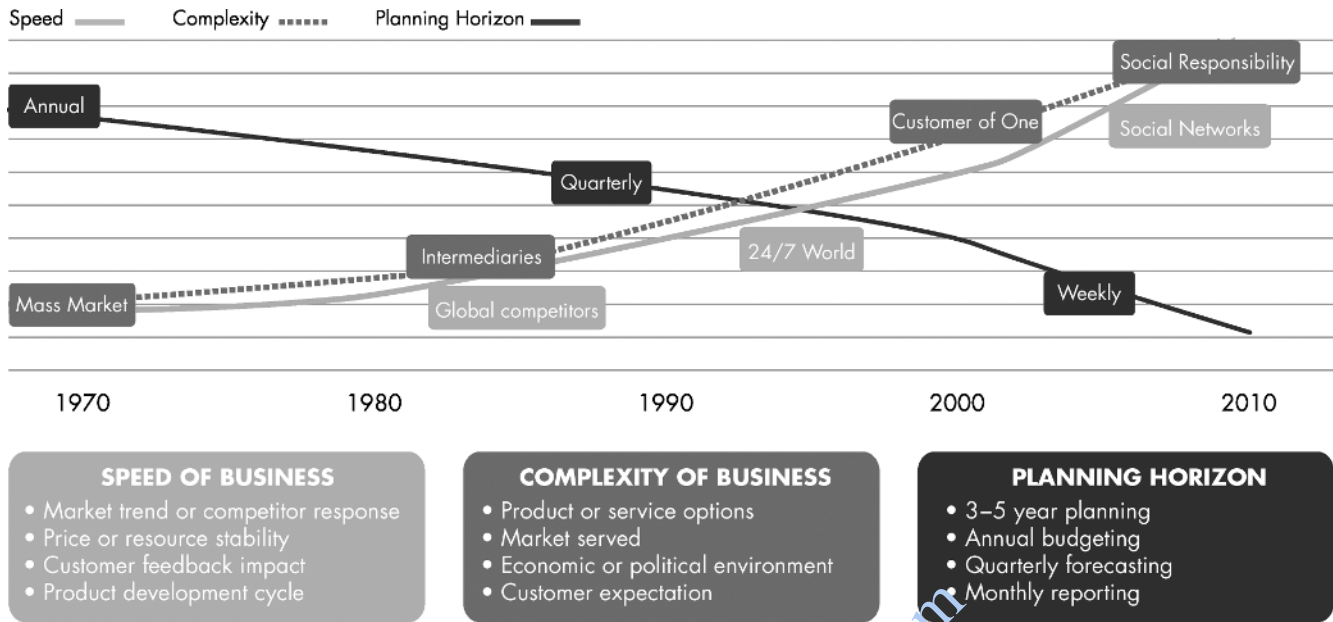 Speed Complexity Planning Horizon
Annual
Quarterly
Weekly
Mass Market
Intermediaries
Customer of One
Social Responsibility
Global competitors
24/7 World
Social Networks
1970 1980 1990 2000 2010
SPEED OF BUSINESS
• Market trend or competitor response
• Price or resource stability
• Customer feedback impact
• Product development cycle
COMPLEXITY OF BUSINESS
• Product or service options
• Market served
• Economic or political environment
• Customer expectation
PLANNING HORIZON
• 3–5 year planning
• Annual budgeting
• Quarterly forecasting
• Monthly reporting
m